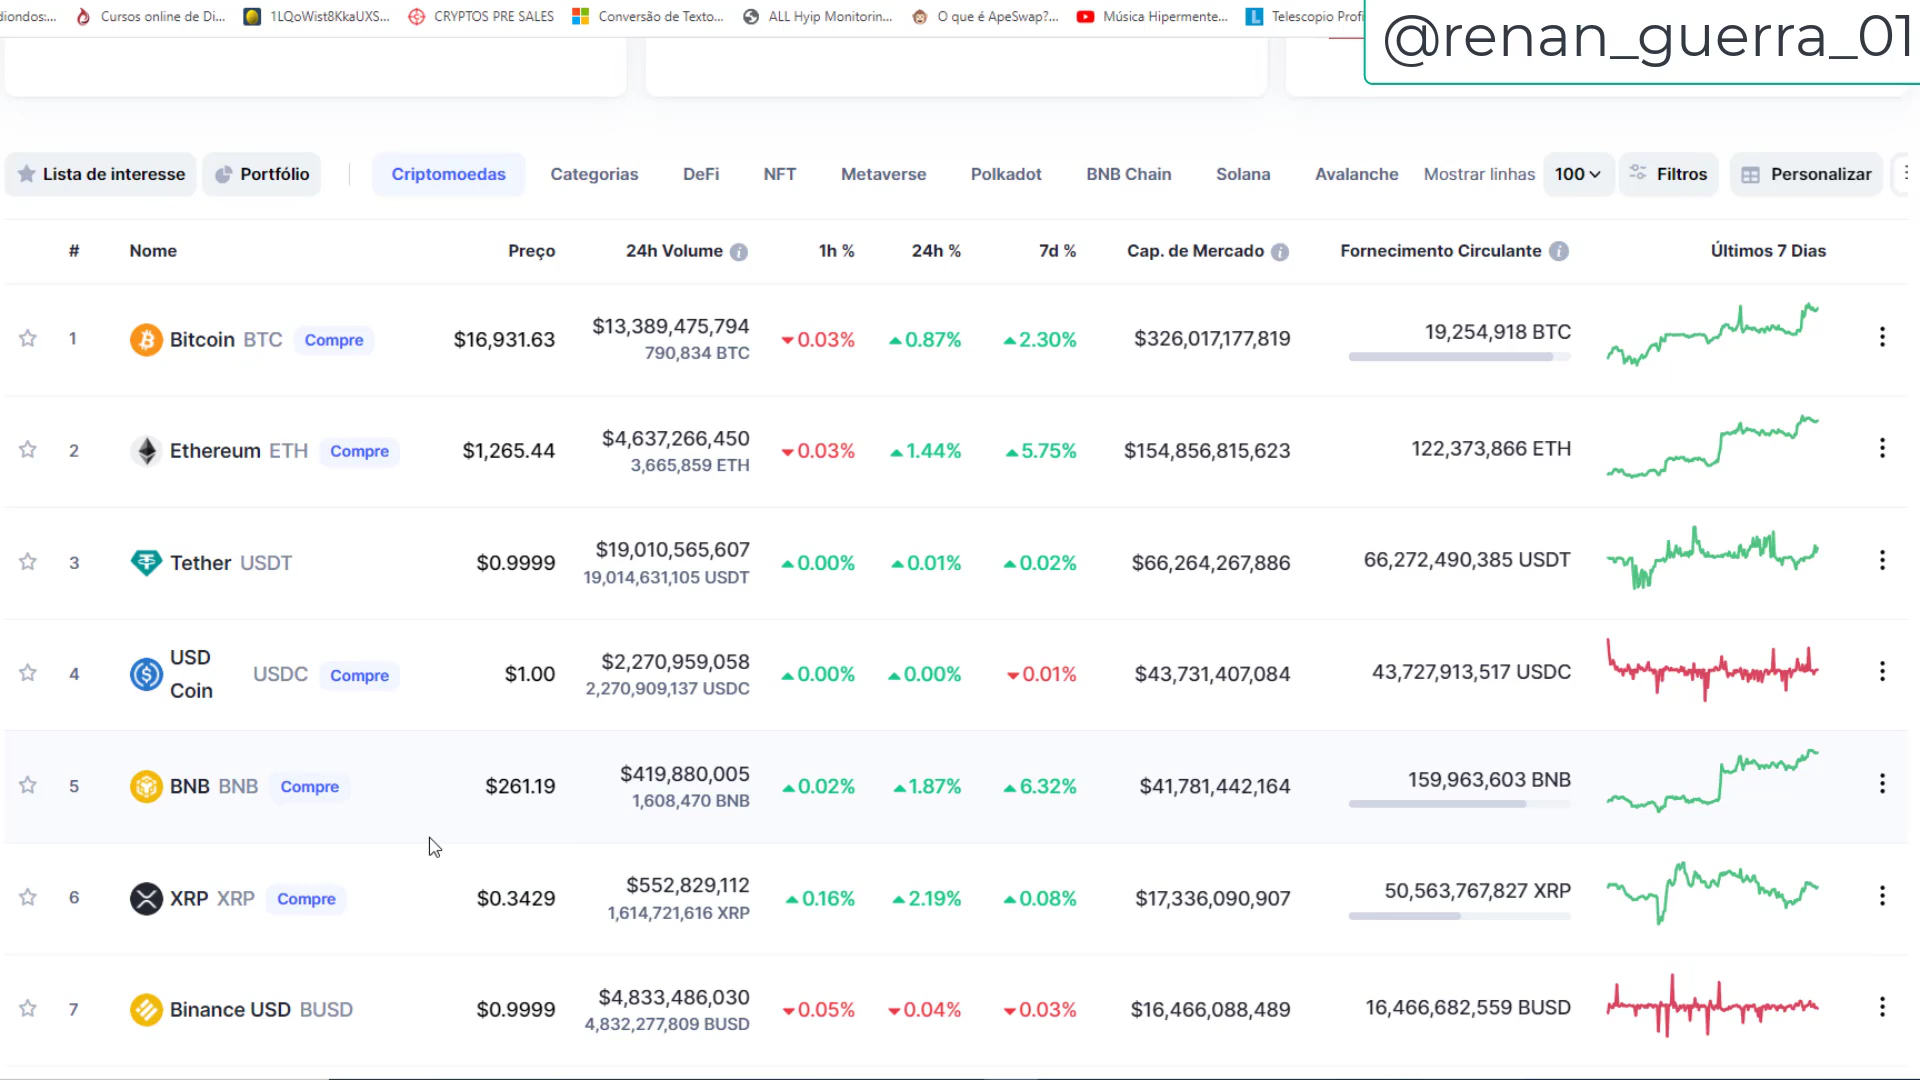 diondos:...
Cursos online de Di...
1LQoWist8KkaUXS...
CRYPTOS PRE SALES
Conversão de Texto...
ALL Hyip Monitorin...
O que é ApeSwap?...
Música Hipermente...
Telescopio Profi
@renan_guerra_01
Lista de interesse
Portfólio
Criptomoedas
Categorias
DeFi
NFT
Metaverse
Polkadot
BNB Chain
Solana
Avalanche
Mostrar linhas
100
Filtros
Personalizar
# Nome Preço 24h Volume 1h % 24h % 7d % Cap. de Mercado Fornecimento Circulante Últimos 7 Dias
1 Bitcoin BTC Compre $16,931.63 $13,389,475,794 0.03% 0.87% 2.30% $326,017,177,819 19,254,918 BTC
790,834 BTC
2 Ethereum ETH Compre $1,265.44 $4,637,266,450 0.03% 1.44% 5.75% $154,856,815,623 122,373,866 ETH
3,665,859 ETH
3 Tether USDT $0.9999 $19,010,565,607 0.00% 0.01% 0.02% $66,264,267,886 66,272,490,385 USDT
19,014,631,105 USDT
4 USD Coin USDC Compre $1.00 $2,270,959,058 0.00% 0.00% 0.01% $43,731,407,084 43,727,913,517 USDC
2,270,909,137 USDC
5 BNB BNB Compre $261.19 $419,880,005 0.02% 1.87% 6.32% $41,781,442,164 159,963,603 BNB
1,608,470 BNB
6 XRP XRP Compre $0.3429 $552,829,112 0.16% 2.19% 0.08% $17,336,090,907 50,563,767,827 XRP
1,614,721,616 XRP
7 Binance USD BUSD $0.9999 $4,833,486,030 0.05% 0.04% 0.03% $16,466,088,489 16,466,682,559 BUSD
4,832,277,809 BUSD